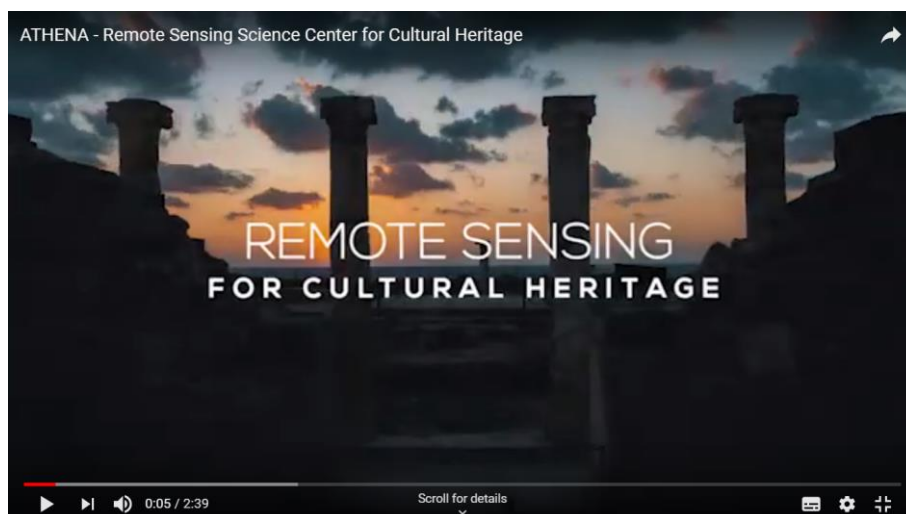 ATHENA - Remote Sensing Science Center for Cultural Heritage
REMOTE SENSING
FOR CULTURAL HERITAGE
0:05 / 2:39
Scroll for details